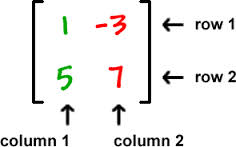 1 -3 ← row 1
5 7 ← row 2
↑ ↑
column 1 column 2